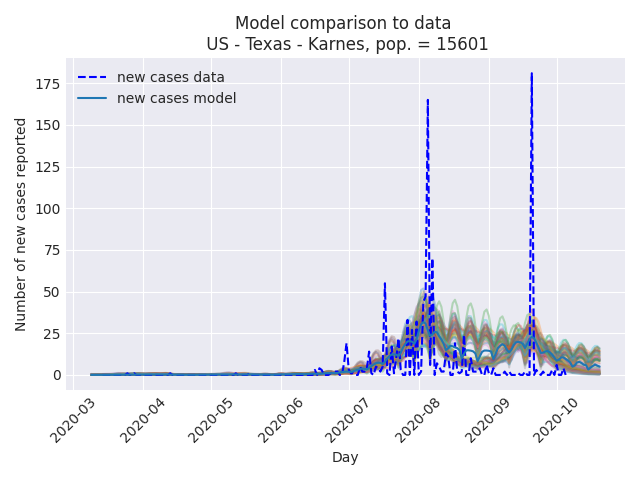 Model comparison to data
US - Texas - Karnes, pop. = 15601
new cases data
new cases model
Number of new cases reported
175
150
125
100
75
50
25
0
2020-03
2020-04
2020-05
2020-06
2020-07
2020-08
2020-09
2020-10
Day